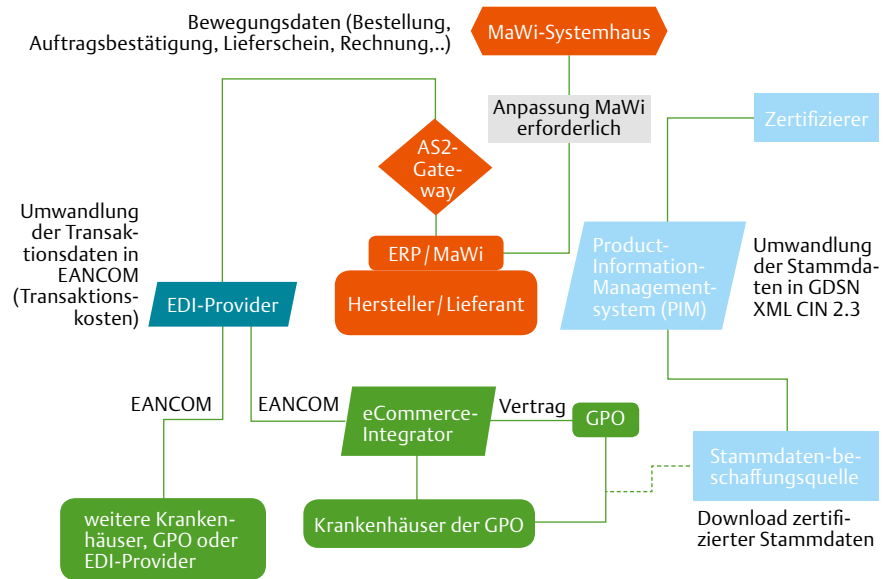 Bewegungsdaten (Bestellung,
Auftragsbestätigung, Lieferschein, Rechnung,..)
MaWi-Systemhaus
Anpassung MaWi
erforderlich
Zertifizierer
AS2-
Gate-
way
Umwandlung
der Transak-
tionsdaten in
EANCOM
(Transaktions-
kosten)
EDI-Provider
ERP / MaWi
Hersteller / Lieferant
Product-
Information-
Management-
system (PIM)
Umwandlung
der Stammda-
ten in GDSN
XML CIN 2.3
EANCOM
EANCOM
eCommerce-
Integrator
Vertrag
GPO
Stammdaten-be-
schaffungsquelle
weitere Kranken-
häuser, GPO oder
EDI-Provider
Krankenhäuser der GPO
Download zertifi-
zierter Stammdaten